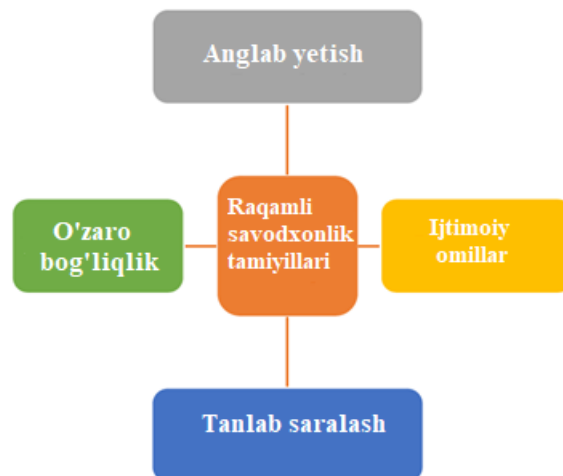 Anglab yetish
O'zaro
bog'liqlik
Raqamli
savodxonlik
tamiyillari
Ijtimoiy
omillar
Tanlab saralash